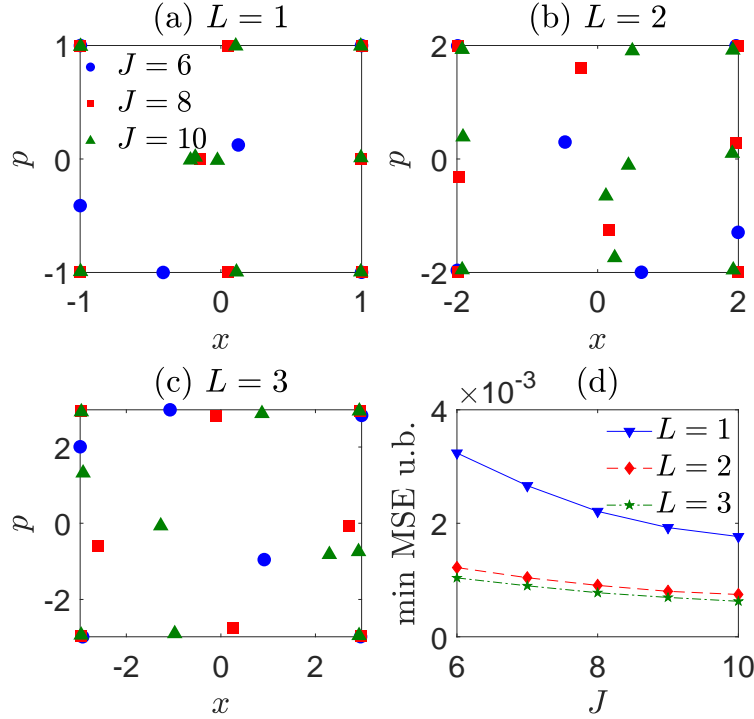 (a) L = 1
1
0
-1
p
J = 6
J = 8
J = 10
-1 0 1
x
(b) L = 2
2
0
-2
p
-2 0 2
x
(c) L = 3
2
0
-2
p
-2 0 2
x
(d)
×10-3
4
2
0
min MSE u.b.
L = 1
L = 2
L = 3
6 8 10
J